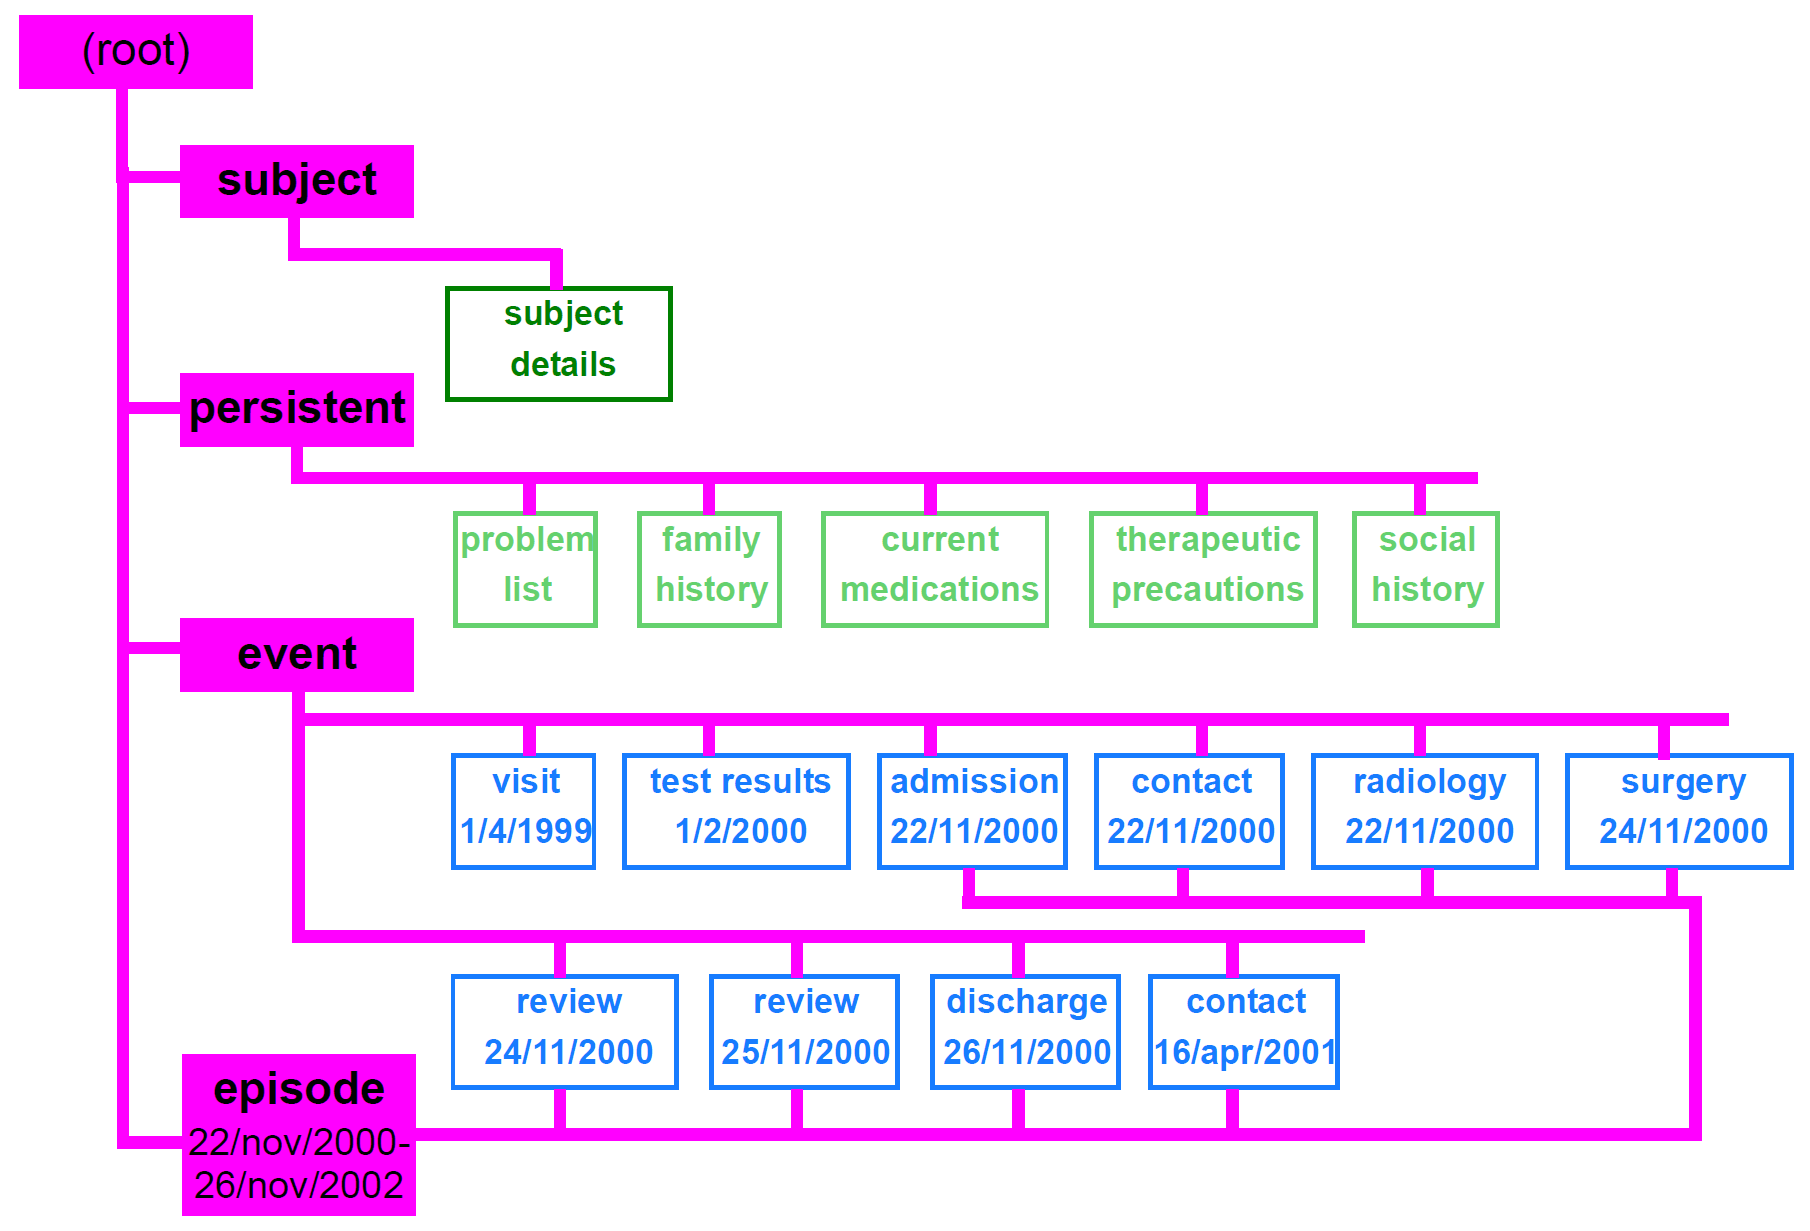 (root)
subject
subject
details
persistent
problem
list
family
history
current
medications
therapeutic
precautions
social
history
event
visit
1/4/1999
test results
1/2/2000
admission
22/11/2000
contact
22/11/2000
radiology
22/11/2000
surgery
24/11/2000
review
24/11/2000
review
25/11/2000
discharge
26/11/2000
contact
16/apr/2001
episode
22/nov/2000-
26/nov/2002